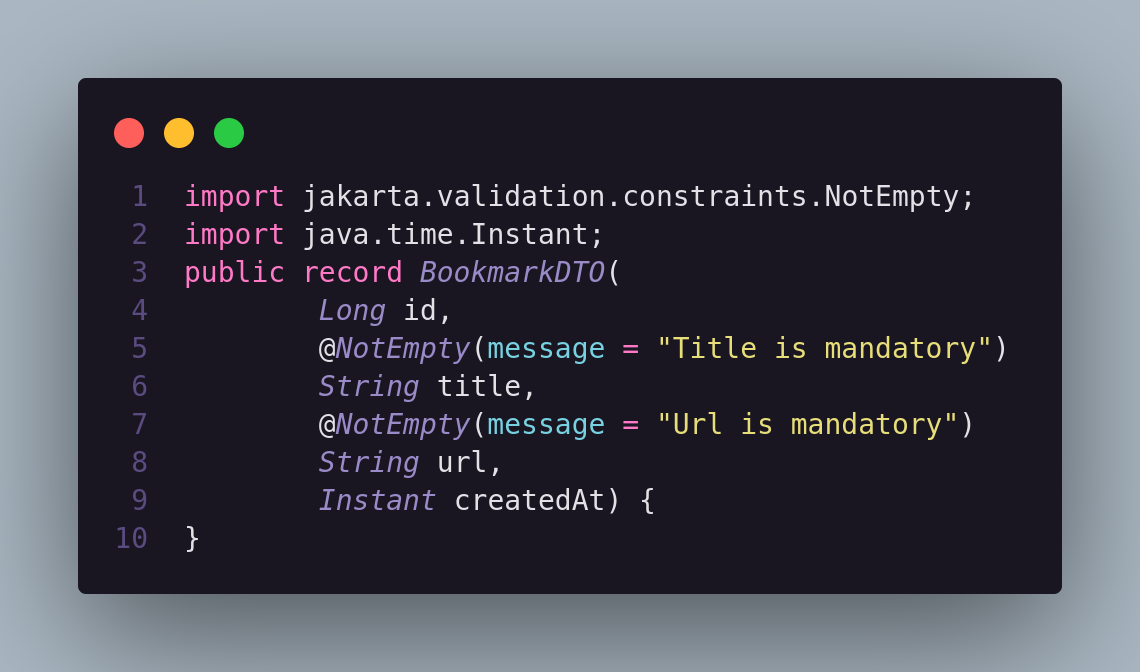 1 import jakarta.validation.constraints.NotEmpty;
2 import java.time.Instant;
3 public record BookmarkDTO(
4         Long id,
5         @NotEmpty(message = "Title is mandatory")
6         String title,
7         @NotEmpty(message = "Url is mandatory")
8         String url,
9         Instant createdAt) {
10 }